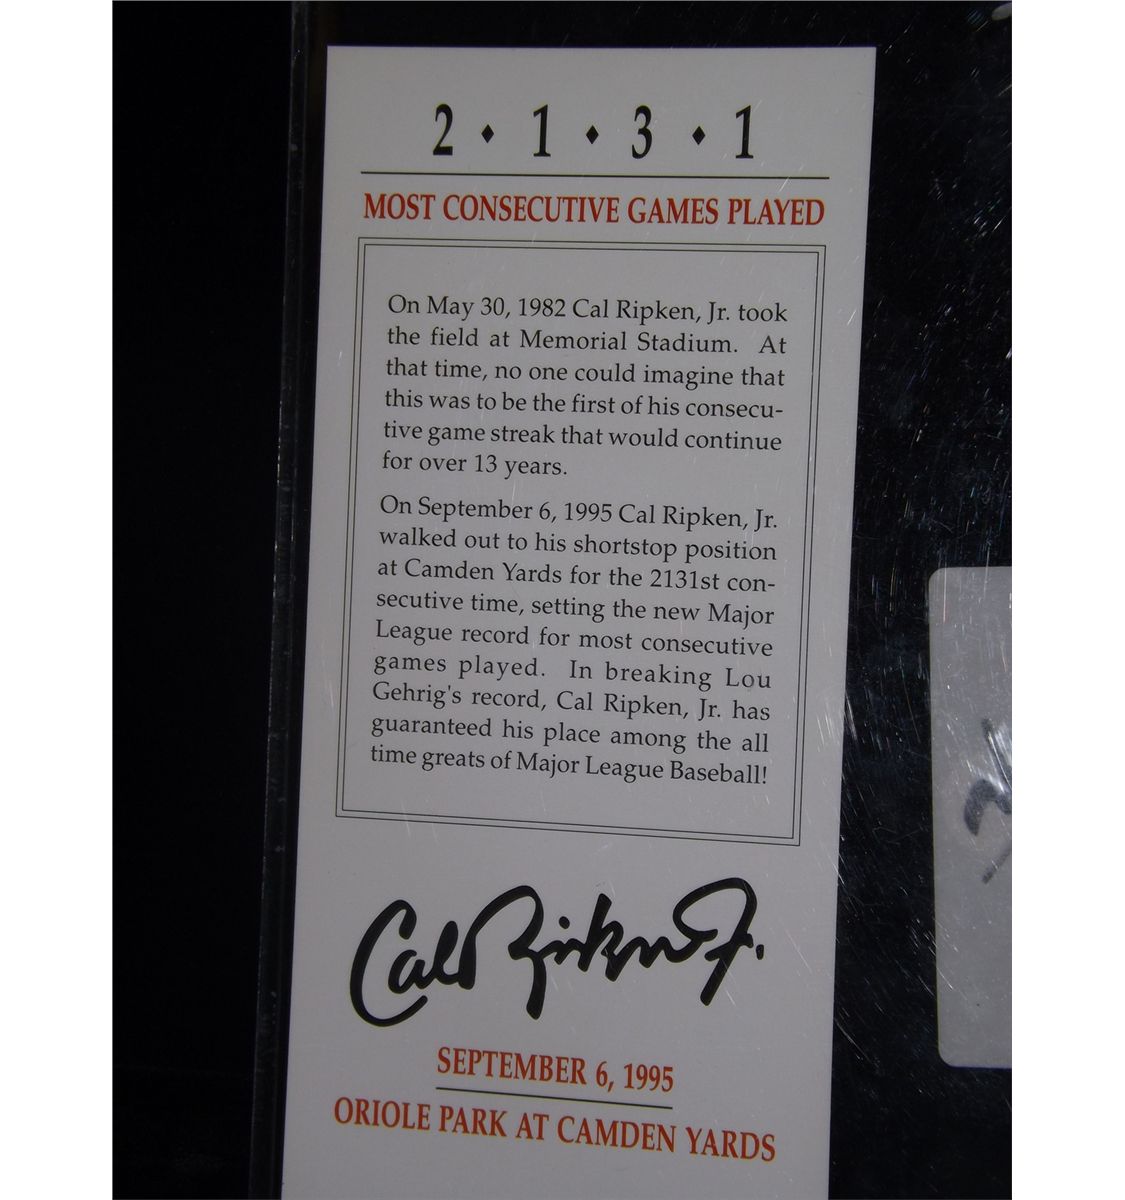 2 ♦ 1 ♦ 3 ♦ 1
MOST CONSECUTIVE GAMES PLAYED
On May 30, 1982 Cal Ripken, Jr. took
the field at Memorial Stadium. At
that time, no one could imagine that
this was to be the first of his consecu-
tive game streak that would continue
for over 13 years.
On September 6, 1995 Cal Ripken, Jr.
walked out to his shortstop position
at Camden Yards for the 2131st con-
secutive time, setting the new Major
League record for most consecutive
games played. In breaking Lou
Gehrig's record, Cal Ripken, Jr. has
guaranteed his place among the all
time greats of Major League Baseball!
Cal Ripken Jr.
SEPTEMBER 6, 1995
ORIOLE PARK AT CAMDEN YARDS